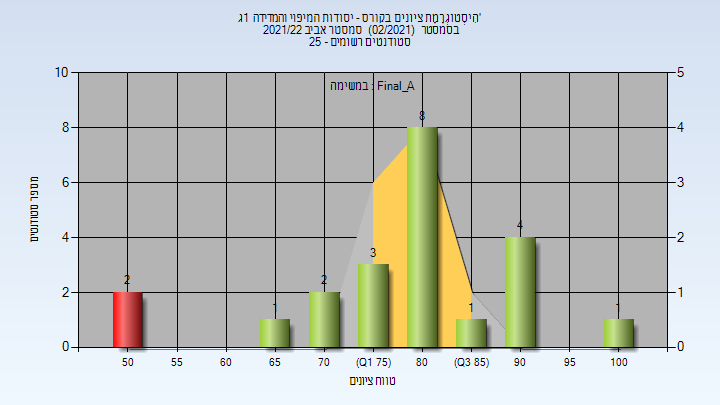 היסטוגרמת ציונים בקורס - יסודות המיפוי והמדידה 1ג'
בסמסטר (02/2021) סמסטר אביב 2021/22
סטודנטים רשומים - 25
במשימה : Final_A
10
8
6
4
2
0
5
4
3
2
1
0
מספר סטודנטים
2
1
2
3
8
1
4
1
50 55 60 65 70 (Q1 75) 80 (Q3 85) 90 95 100
טווח ציונים